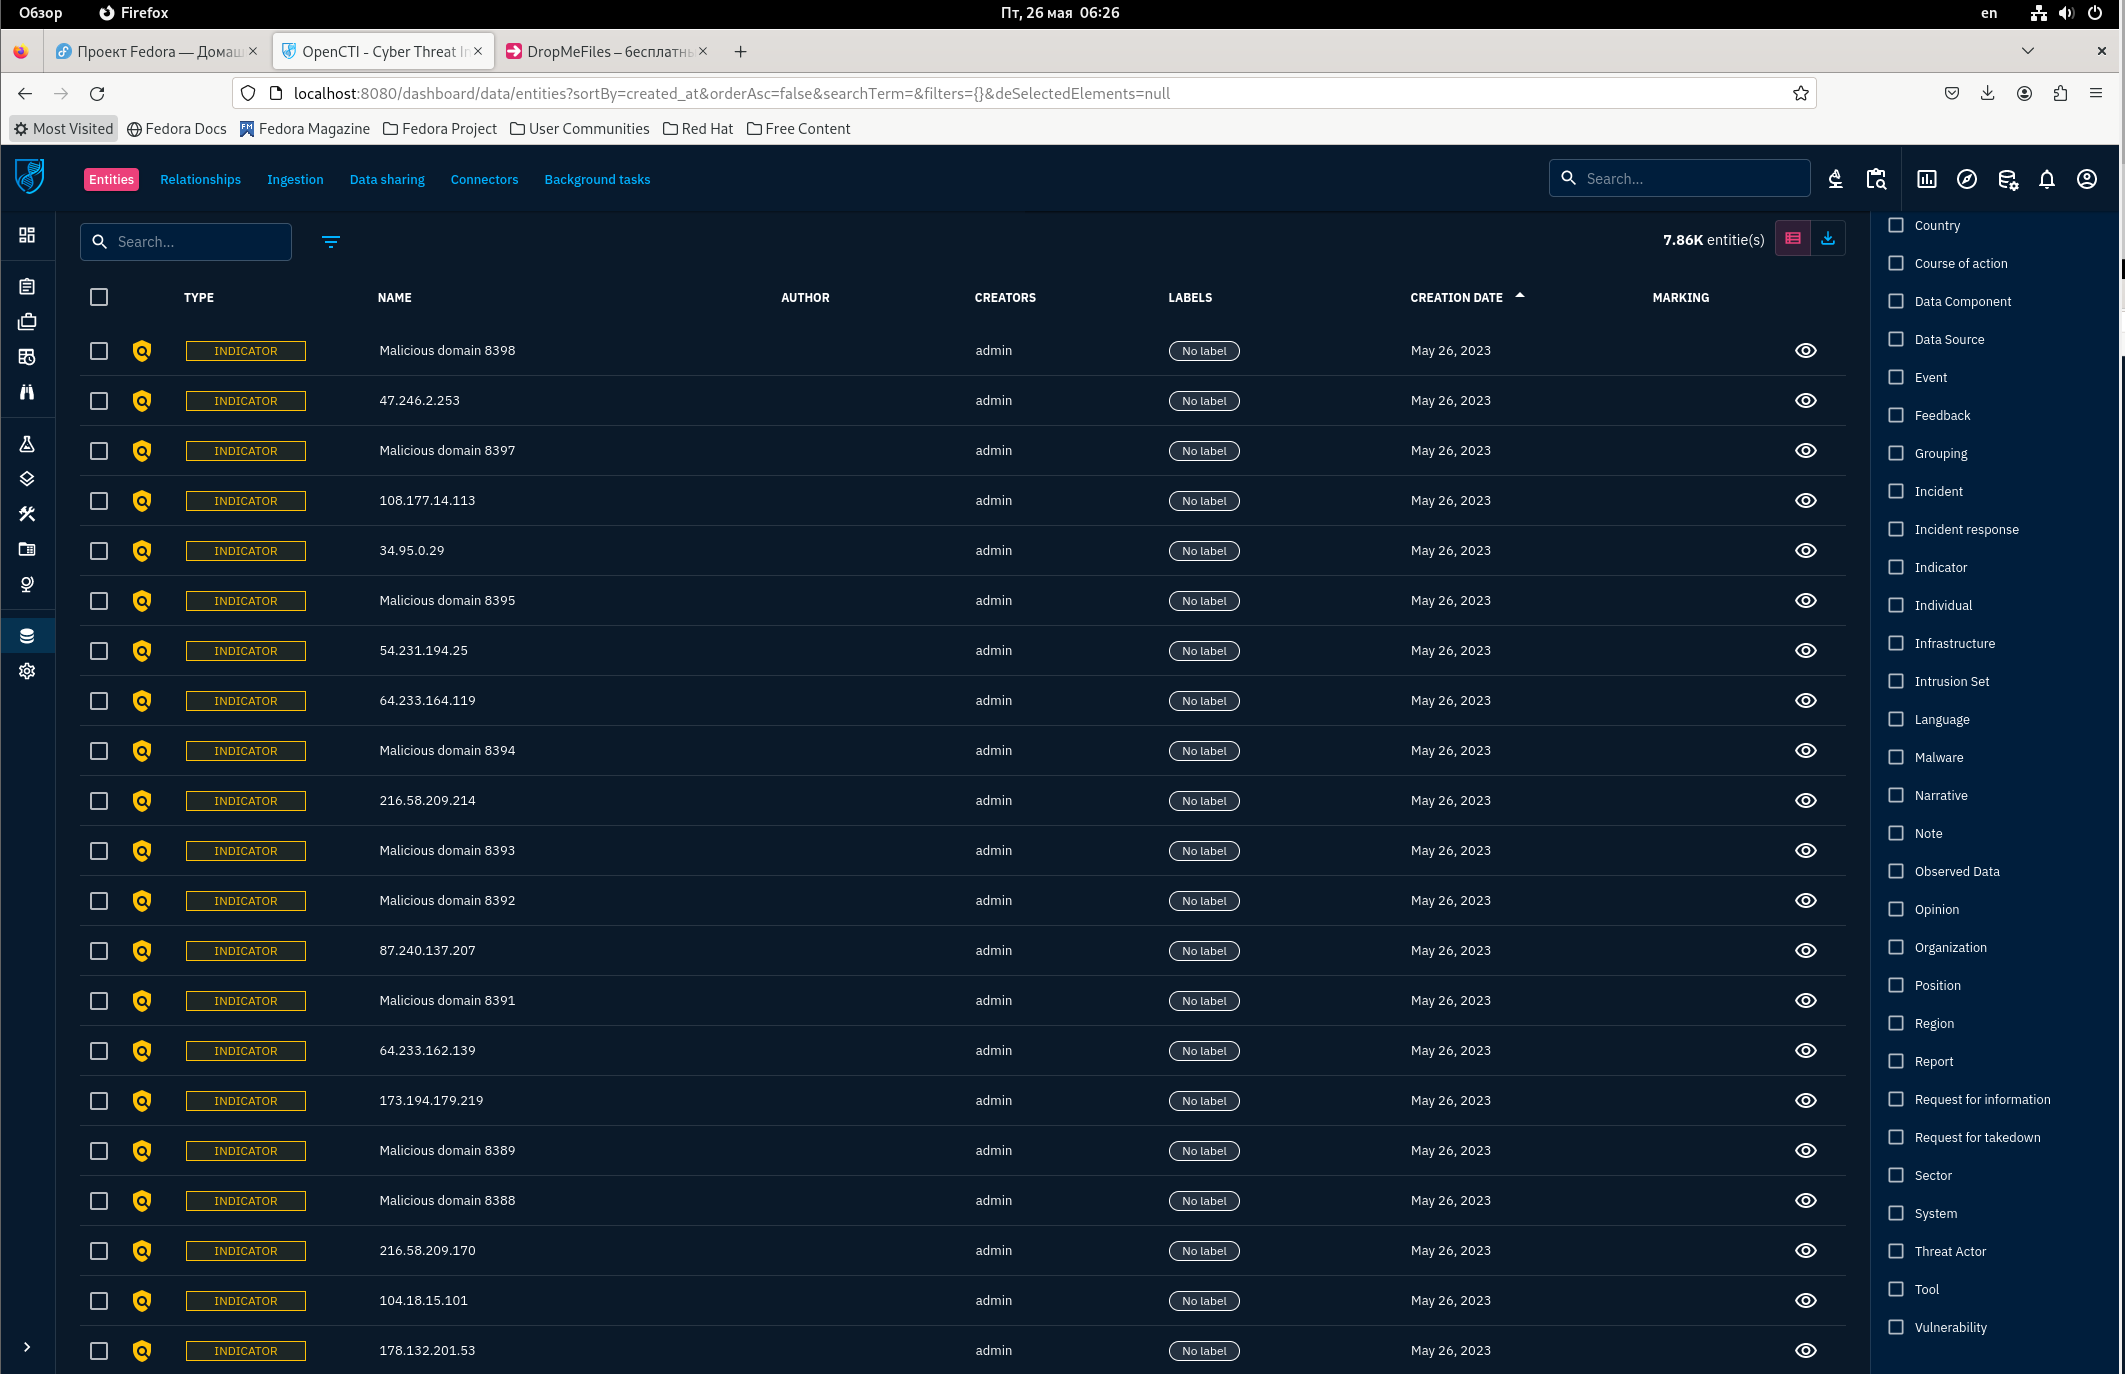 Обзор Firefox Пт, 26 мая 06:26 en
Проект Fedora — Домаш OpenCTI - Cyber Threat In DropMeFiles – бесплатны
localhost:8080/dashboard/data/entities?sortBy=created_at&orderAsc=false&searchTerm=&filters={}&deSelectedElements=null
Most Visited Fedora Docs Fedora Magazine Fedora Project User Communities Red Hat Free Content
Entities Relationships Ingestion Data sharing Connectors Background tasks Search...
Search... 7.86K entitie(s)
TYPE NAME AUTHOR CREATORS LABELS CREATION DATE MARKING
INDICATOR Malicious domain 8398 admin No label May 26, 2023
INDICATOR 47.246.2.253 admin No label May 26, 2023
INDICATOR Malicious domain 8397 admin No label May 26, 2023
INDICATOR 108.177.14.113 admin No label May 26, 2023
INDICATOR 34.95.0.29 admin No label May 26, 2023
INDICATOR Malicious domain 8395 admin No label May 26, 2023
INDICATOR 54.231.194.25 admin No label May 26, 2023
INDICATOR 64.233.164.119 admin No label May 26, 2023
INDICATOR Malicious domain 8394 admin No label May 26, 2023
INDICATOR 216.58.209.214 admin No label May 26, 2023
INDICATOR Malicious domain 8393 admin No label May 26, 2023
INDICATOR Malicious domain 8392 admin No label May 26, 2023
INDICATOR 87.240.137.207 admin No label May 26, 2023
INDICATOR Malicious domain 8391 admin No label May 26, 2023
INDICATOR 64.233.162.139 admin No label May 26, 2023
INDICATOR 173.194.179.219 admin No label May 26, 2023
INDICATOR Malicious domain 8389 admin No label May 26, 2023
INDICATOR Malicious domain 8388 admin No label May 26, 2023
INDICATOR 216.58.209.170 admin No label May 26, 2023
INDICATOR 104.18.15.101 admin No label May 26, 2023
INDICATOR 178.132.201.53 admin No label May 26, 2023
Country
Course of action
Data Component
Data Source
Event
Feedback
Grouping
Incident
Incident response
Indicator
Individual
Infrastructure
Intrusion Set
Language
Malware
Narrative
Note
Observed Data
Opinion
Organization
Position
Region
Report
Request for information
Request for takedown
Sector
System
Threat Actor
Tool
Vulnerability